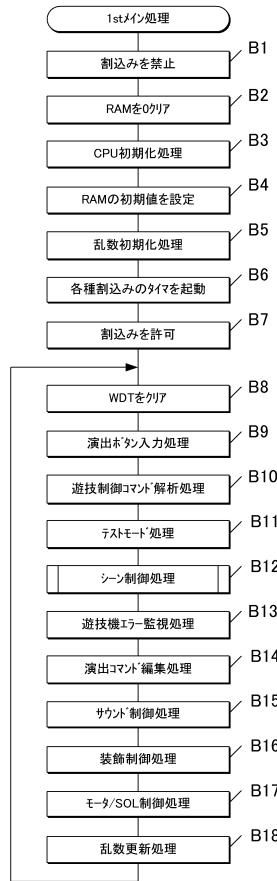 1stメイン処理
割込みを禁止
B1
RAMを0クリア
B2
CPU初期化処理
B3
RAMの初期値を設定
B4
乱数初期化処理
B5
各種割込みのタイマを起動
B6
割込みを許可
B7
WDTをクリア
B8
演出ボタン入力処理
B9
遊技制御コマンド解析処理
B10
テストモード処理
B11
シーン制御処理
B12
遊技機エラー監視処理
B13
演出コマンド編集処理
B14
サウンド制御処理
B15
装飾制御処理
B16
モータ/SOL制御処理
B17
乱数更新処理
B18